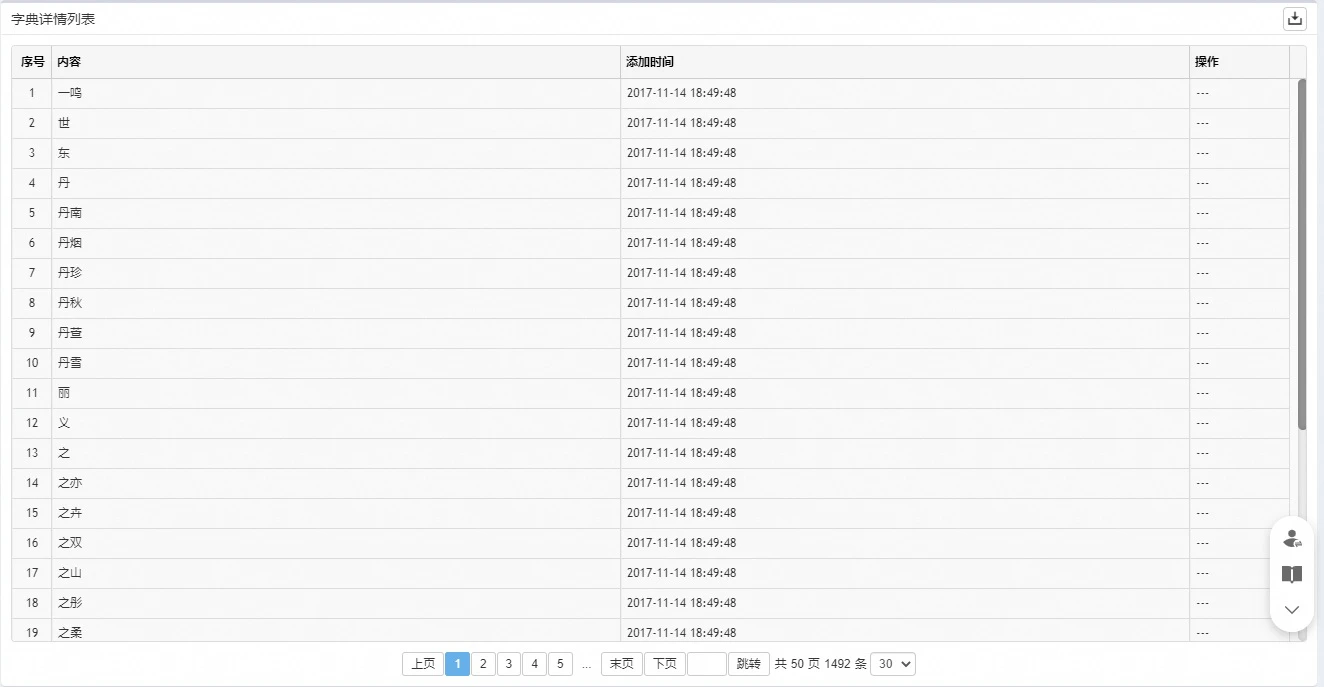 字典详情列表
序号 内容 添加时间 操作
1 一鸣 2017-11-14 18:49:48 ---
2 世 2017-11-14 18:49:48 ---
3 东 2017-11-14 18:49:48 ---
4 丹 2017-11-14 18:49:48 ---
5 丹南 2017-11-14 18:49:48 ---
6 丹烟 2017-11-14 18:49:48 ---
7 丹珍 2017-11-14 18:49:48 ---
8 丹秋 2017-11-14 18:49:48 ---
9 丹萱 2017-11-14 18:49:48 ---
10 丹雪 2017-11-14 18:49:48 ---
11 丽 2017-11-14 18:49:48 ---
12 义 2017-11-14 18:49:48 ---
13 之 2017-11-14 18:49:48 ---
14 之亦 2017-11-14 18:49:48 ---
15 之卉 2017-11-14 18:49:48 ---
16 之双 2017-11-14 18:49:48 ---
17 之山 2017-11-14 18:49:48 ---
18 之彤 2017-11-14 18:49:48 ---
19 之柔 2017-11-14 18:49:48 ---
上页 1 2 3 4 5 ... 末页 下页 跳转 共 50 页 1492 条 30